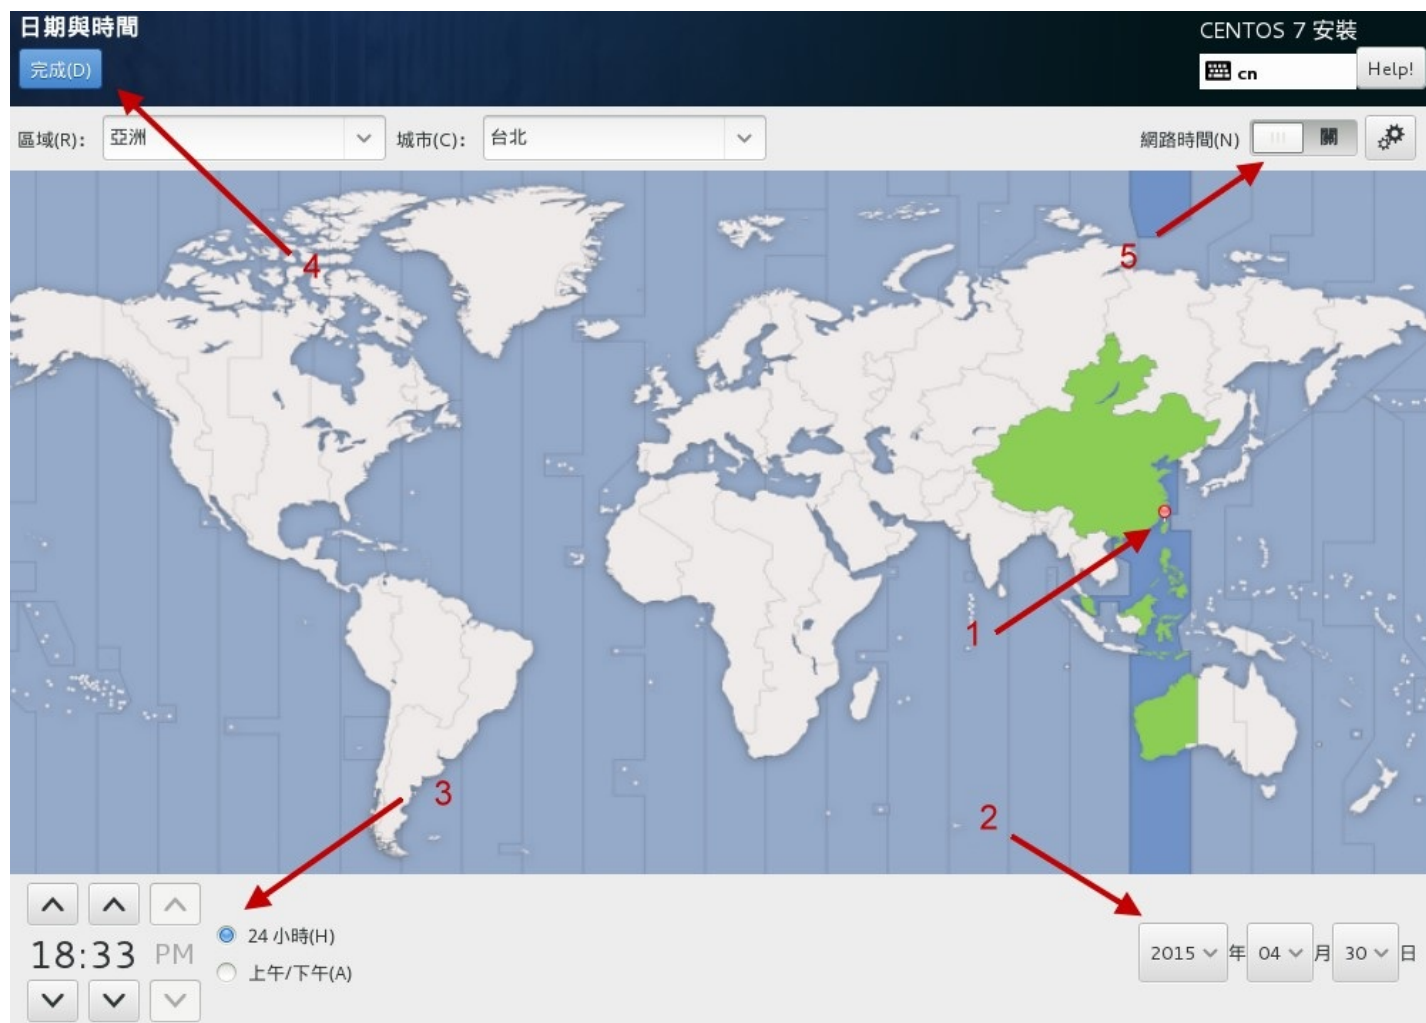 日期與時間
CENTOS 7 安裝
完成(D)
cn
Help!
區域(R):
亞洲
城市(C):
台北
網路時間(N)
關
5
4
1
3
2
24 小時(H)
18:33 PM
2015 年 04 月 30 日
上午/下午(A)